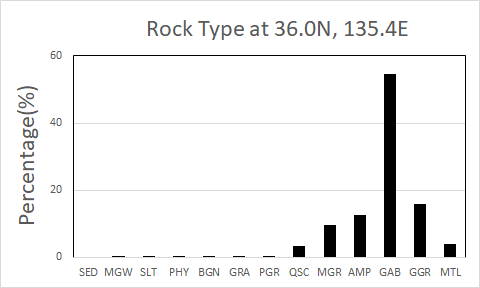 Rock Type at 36.0N, 135.4E
Percentage(%)
60
40
20
0
SED MGW SLT PHY BGN GRA PGR QSC MGR AMP GAB GGR MTL